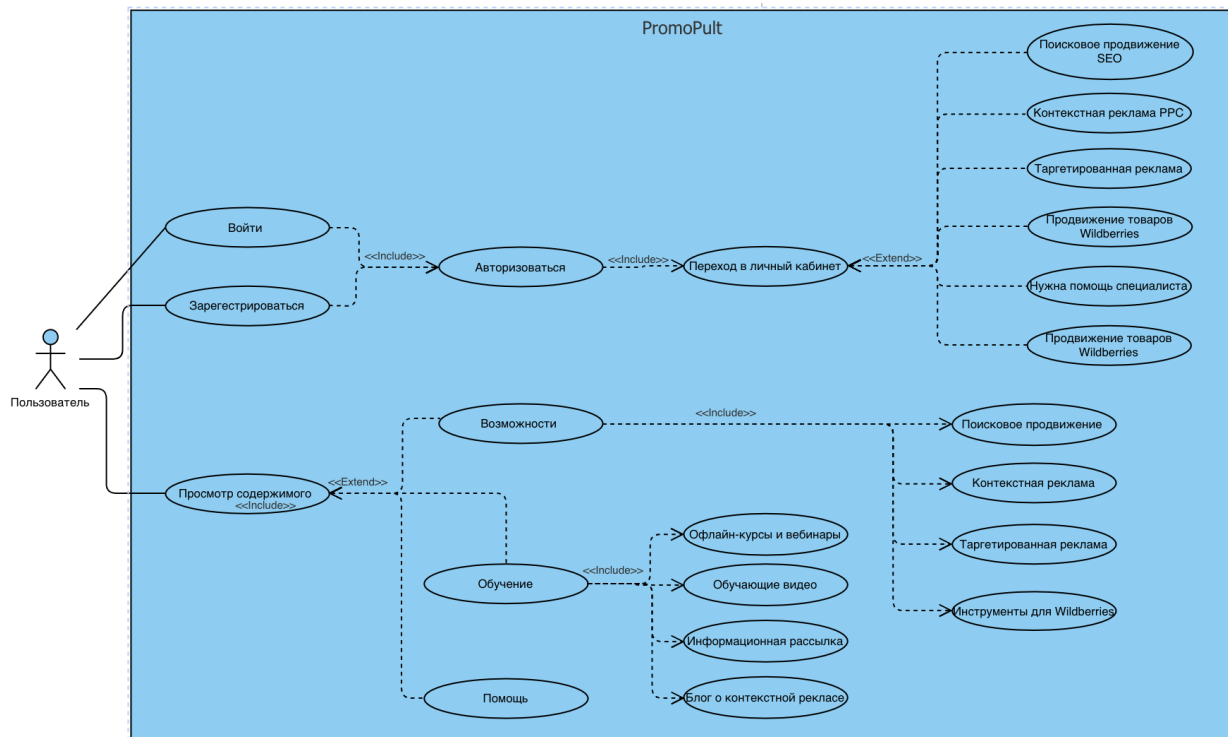 PromoPult
Поисковое продвижение
SEO
Контекстная реклама PPC
Таргетированная реклама
Войти
Продвижение товаров
Wildberries
<<Include>>
Авторизоваться
<<Include>>
Переход в личный кабинет
<<Extend>>
Нужна помощь специалиста
Зарегестрироваться
Продвижение товаров
Wildberries
Пользователь
Возможности
<<Include>>
Поисковое продвижение
<<Extend>>
Просмотр содержимого
<<Include>>
Контекстная реклама
Офлайн-курсы и вебинары
Таргетированная реклама
<<Include>>
Обучение
Обучающие видео
Инструменты для Wildberries
Информационная рассылка
Помощь
Блог о контекстной рекласе